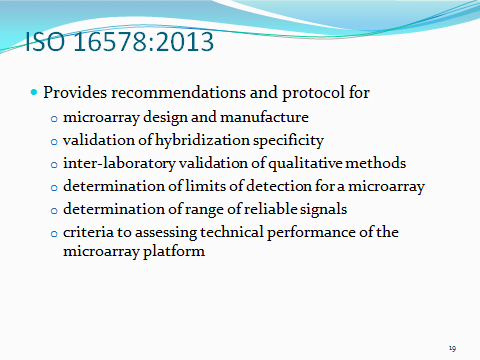 ISO 16578:2013
Provides recommendations and protocol for
microarray design and manufacture
validation of hybridization specificity
inter-laboratory validation of qualitative methods
determination of limits of detection for a microarray
determination of range of reliable signals
criteria to assessing technical performance of the
microarray platform
19